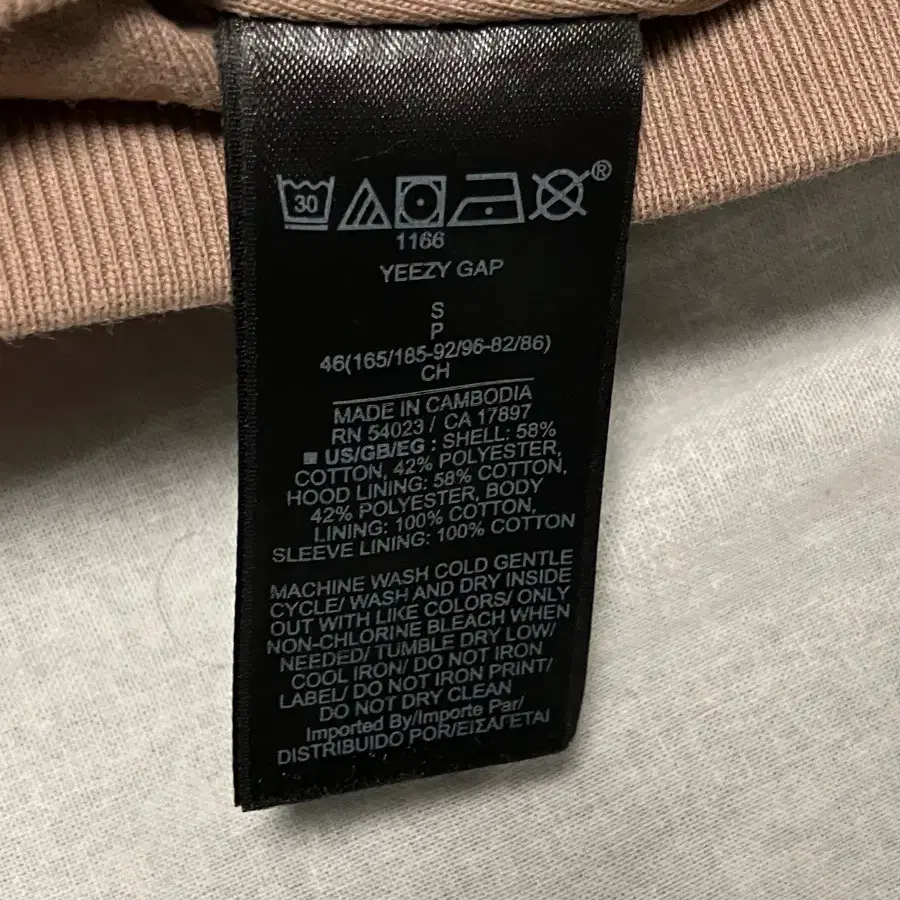 30
®
1166
YEEZY GAP
S
P
46(165/185-92/96-82/86)
CH
MADE IN CAMBODIA
RN 54023 / CA 17897
■ US/GB/EG : SHELL: 58%
COTTON, 42% POLYESTER,
HOOD LINING: 58% COTTON,
42% POLYESTER, BODY
LINING: 100% COTTON,
SLEEVE LINING: 100% COTTON
MACHINE WASH COLD GENTLE
CYCLE/ WASH AND DRY INSIDE
OUT WITH LIKE COLORS/ ONLY
NON-CHLORINE BLEACH WHEN
NEEDED/ TUMBLE DRY LOW/
COOL IRON/ DO NOT IRON
LABEL/ DO NOT IRON PRINT/
DO NOT DRY CLEAN
Imported By/Importe Par/
DISTRIBUIDO POR/ΕΙΣΑΓΕΤΑΙ